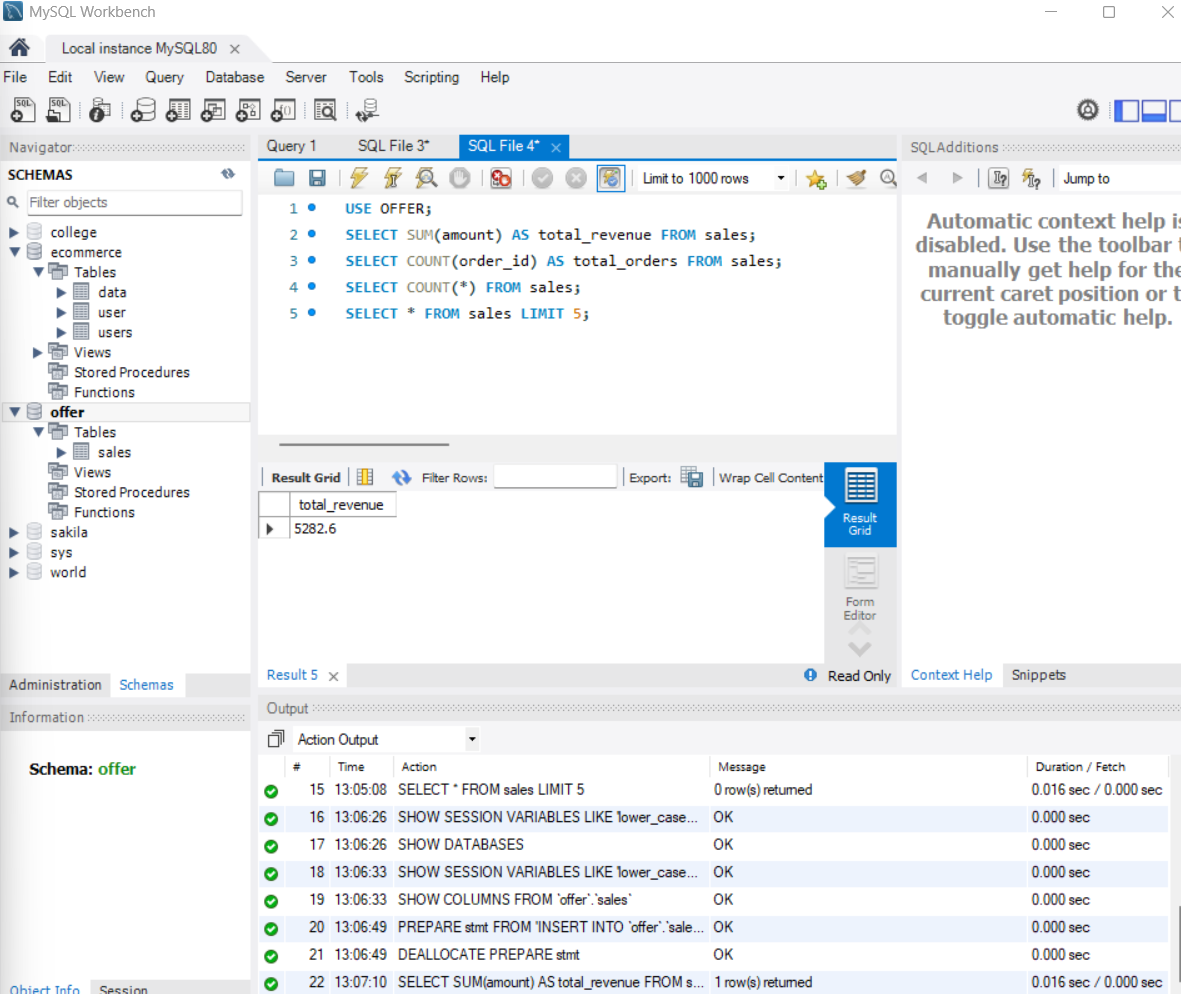 MySQL Workbench
Local instance MySQL80
File Edit View Query Database Server Tools Scripting Help
Navigator
SCHEMAS
Filter objects
college
ecommerce
Tables
data
user
users
Views
Stored Procedures
Functions
offer
Tables
sales
Views
Stored Procedures
Functions
sakila
sys
world
Administration Schemas
Information
Schema: offer
Object Info Session
Query 1 SQL File 3* SQL File 4*
Limit to 1000 rows
1 USE OFFER;
2 SELECT SUM(amount) AS total_revenue FROM sales;
3 SELECT COUNT(order_id) AS total_orders FROM sales;
4 SELECT COUNT(*) FROM sales;
5 SELECT * FROM sales LIMIT 5;
Result Grid Filter Rows: Export: Wrap Cell Content
total_revenue
5282.6
Result
Grid
Form
Editor
Result 5 Read Only
SQLAdditions
Jump to
Automatic context help is
disabled. Use the toolbar t
manually get help for the
current caret position or t
toggle automatic help.
Context Help Snippets
Output
Action Output
# Time Action Message Duration / Fetch
15 13:05:08 SELECT * FROM sales LIMIT 5 0 row(s) returned 0.016 sec / 0.000 sec
16 13:06:26 SHOW SESSION VARIABLES LIKE 'lower_case... OK 0.000 sec
17 13:06:26 SHOW DATABASES OK 0.000 sec
18 13:06:33 SHOW SESSION VARIABLES LIKE 'lower_case... OK 0.000 sec
19 13:06:33 SHOW COLUMNS FROM `offer`.`sales` OK 0.000 sec
20 13:06:49 PREPARE stmt FROM 'INSERT INTO `offer`.`sale... OK 0.000 sec
21 13:06:49 DEALLOCATE PREPARE stmt OK 0.000 sec
22 13:07:10 SELECT SUM(amount) AS total_revenue FROM s... 1 row(s) returned 0.016 sec / 0.000 sec